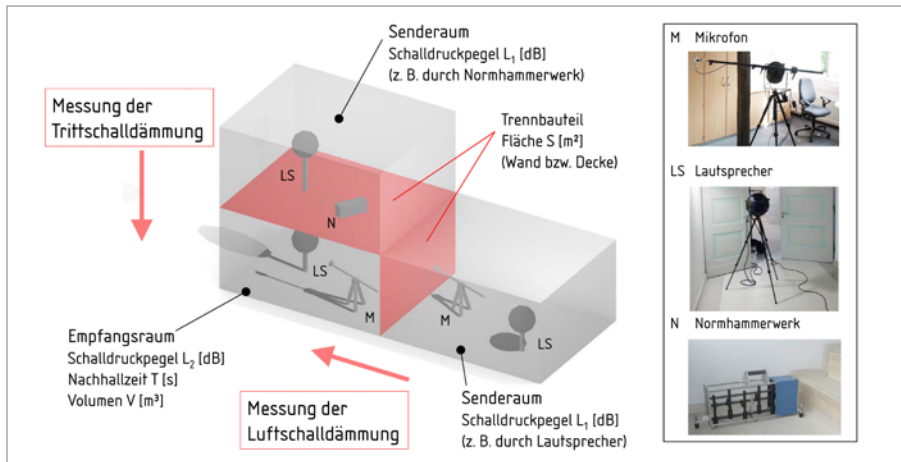 Senderaum
Schalldruckpegel L₁ [dB]
(z. B. durch Normhammerwerk)
Messung der
Trittschalldämmung
Trennbauteil
Fläche S [m²]
(Wand bzw. Decke)
LS
N
LS
M
M
LS
Empfangsraum
Schalldruckpegel L₂ [dB]
Nachhallzeit T [s]
Volumen V [m³]
Messung der
Luftschalldämmung
Senderaum
Schalldruckpegel L₁ [dB]
(z. B. durch Lautsprecher)
M Mikrofon
LS Lautsprecher
N Normhammerwerk